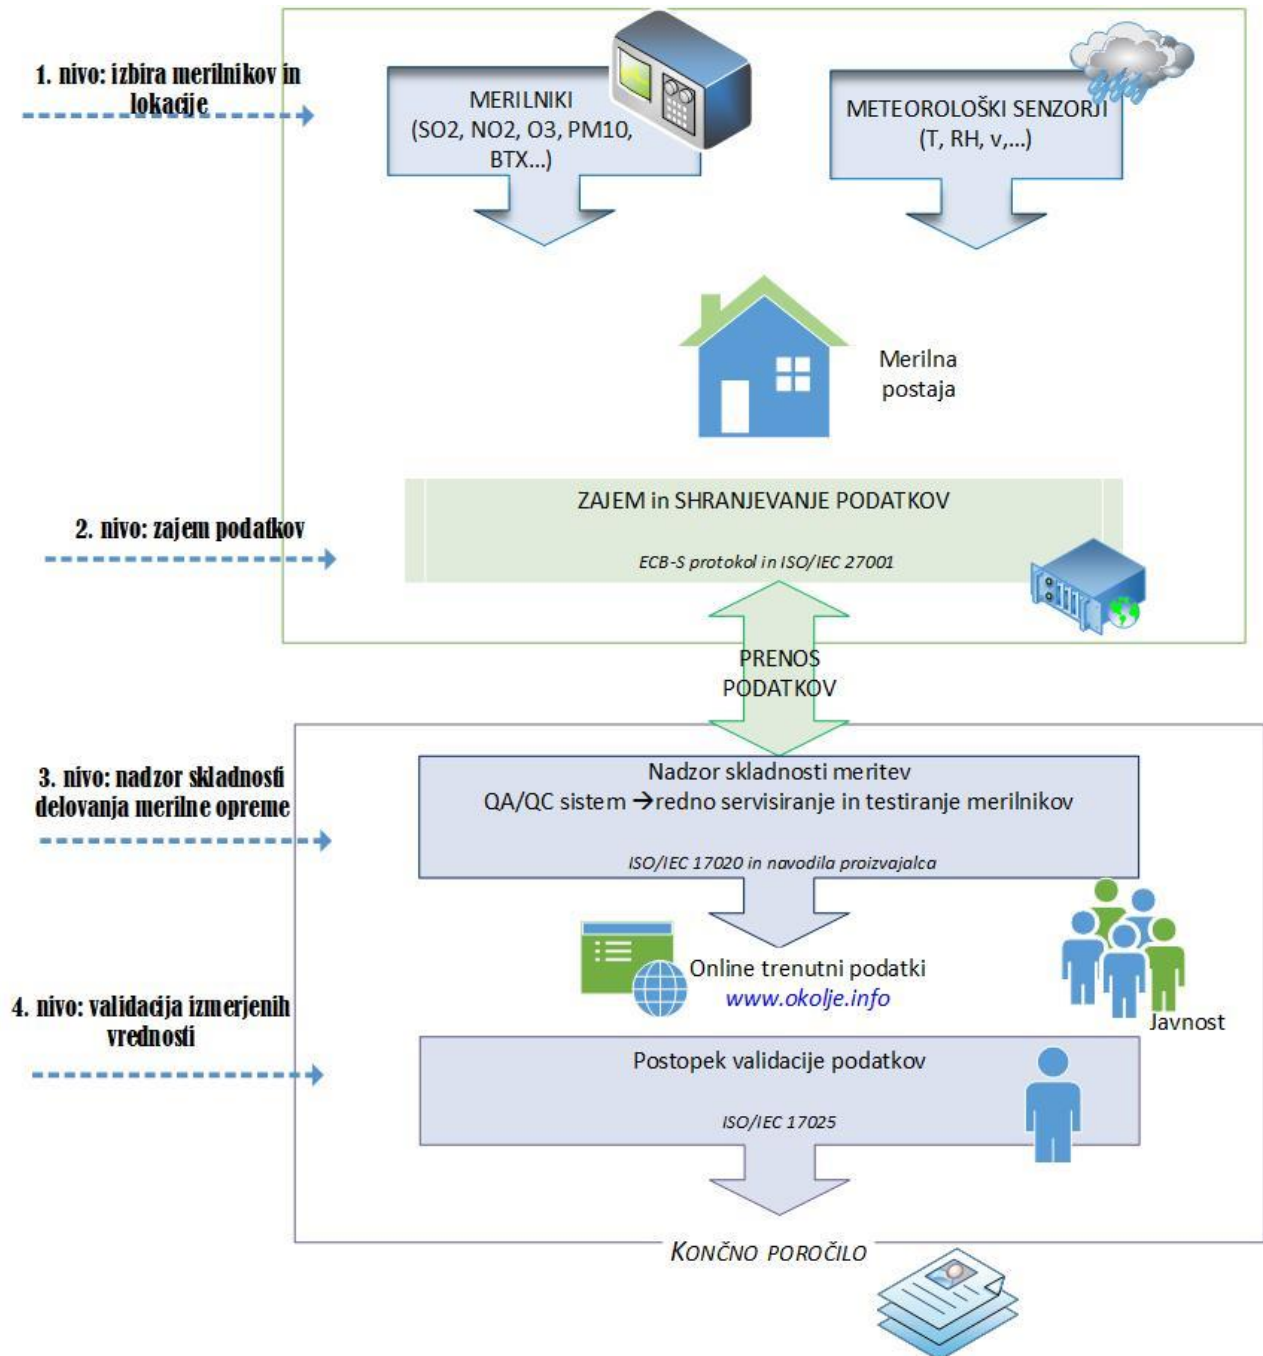 1. nivo: izbira merilnikov in
lokacije
MERILNIKI
(SO2, NO2, O3, PM10,
BTX...)
METEOROLOŠKI SENZORJI
(T, RH, v,...)
Merilna
postaja
2. nivo: zajem podatkov
ZAJEM in SHRANJEVANJE PODATKOV
ECB-S protokol in ISO/IEC 27001
PRENOS
PODATKOV
3. nivo: nadzor skladnosti
delovanja merilne opreme
Nadzor skladnosti meritev
QA/QC sistem →redno servisiranje in testiranje merilnikov
ISO/IEC 17020 in navodila proizvajalca
Online trenutni podatki
www.okolje.info
Javnost
4. nivo: validacija izmerjenih
vrednosti
Postopek validacije podatkov
ISO/IEC 17025
KONČNO POROČILO